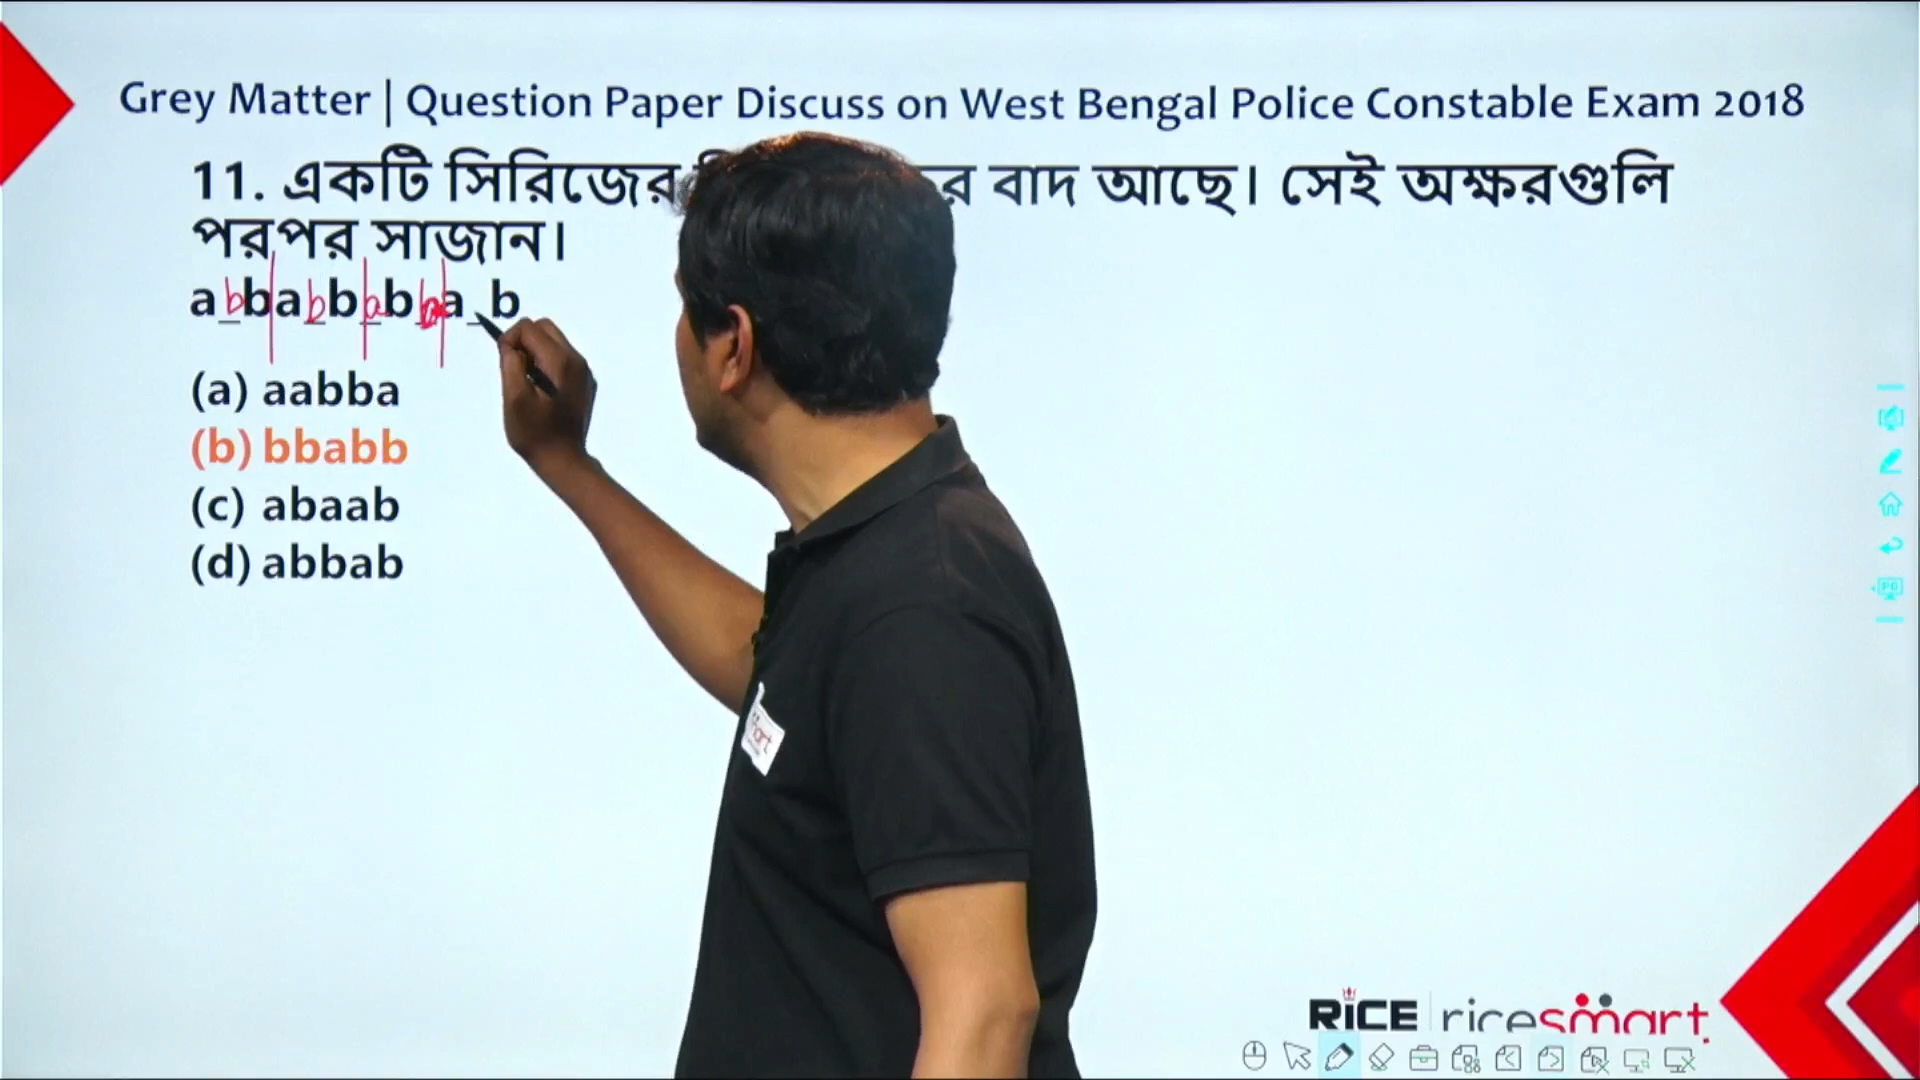 Grey Matter | Question Paper Discuss on West Bengal Police Constable Exam 2018
11. একটি সিরিজের বাদ আছে। সেই অক্ষরগুলি
পরপর সাজান।
a_ba_b_b_a_b
b b a
(a) aabba
(b) bbabb
(c) abaab
(d) abbab
RiCE | ricesmart